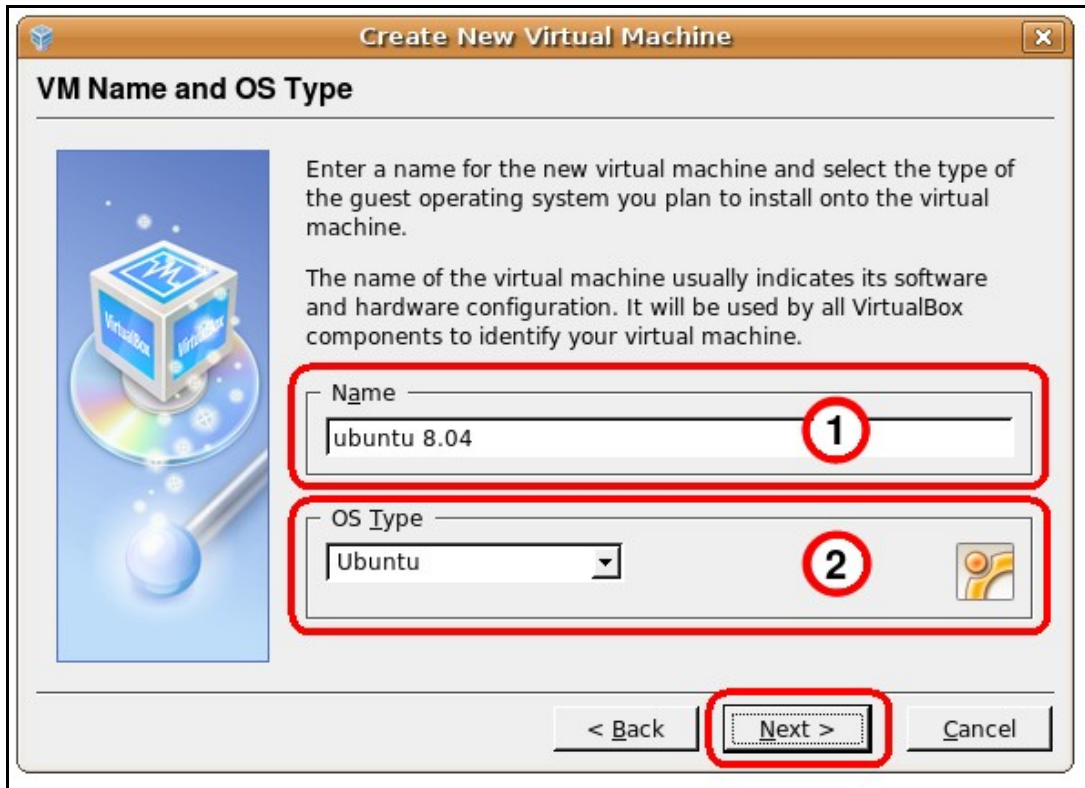 Create New Virtual Machine
VM Name and OS Type
Enter a name for the new virtual machine and select the type of
the guest operating system you plan to install onto the virtual
machine.
The name of the virtual machine usually indicates its software
and hardware configuration. It will be used by all VirtualBox
components to identify your virtual machine.
VirtualBox
VirtualBox
Name
ubuntu 8.04
1
OS Type
Ubuntu
2
< Back
Next >
Cancel